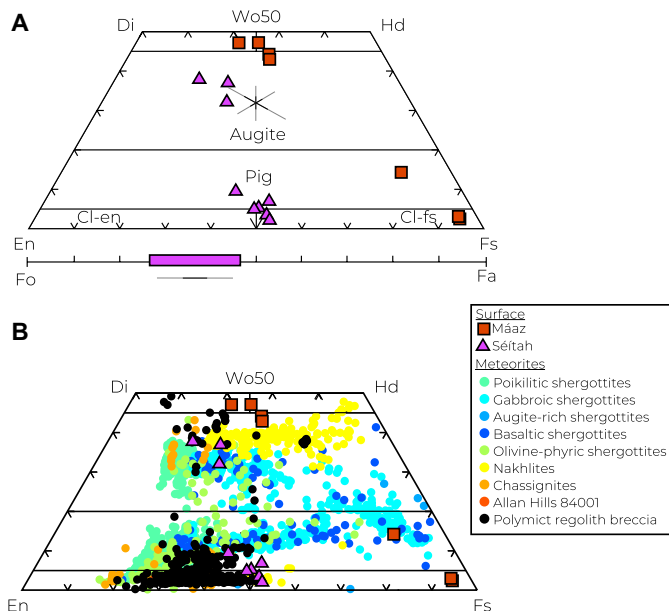 A
Wo50
Di
Hd
Augite
Pig
Cl-en
Cl-fs
En
Fs
Fo
Fa
B
Wo50
Di
Hd
En
Fs
Surface
Máaz
Séítah
Meteorites
Poikilitic shergottites
Gabbroic shergottites
Augite-rich shergottites
Basaltic shergottites
Olivine-phyric shergottites
Nakhlites
Chassignites
Allan Hills 84001
Polymict regolith breccia